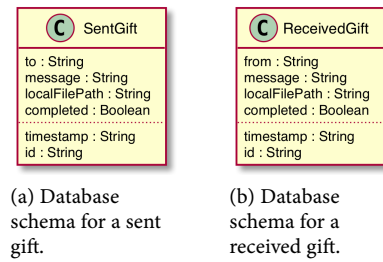 C SentGift
to : String
message : String
localFilePath : String
completed : Boolean
timestamp : String
id : String
(a) Database
schema for a sent
gift.
C ReceivedGift
from : String
message : String
localFilePath : String
completed : Boolean
timestamp : String
id : String
(b) Database
schema for a
received gift.